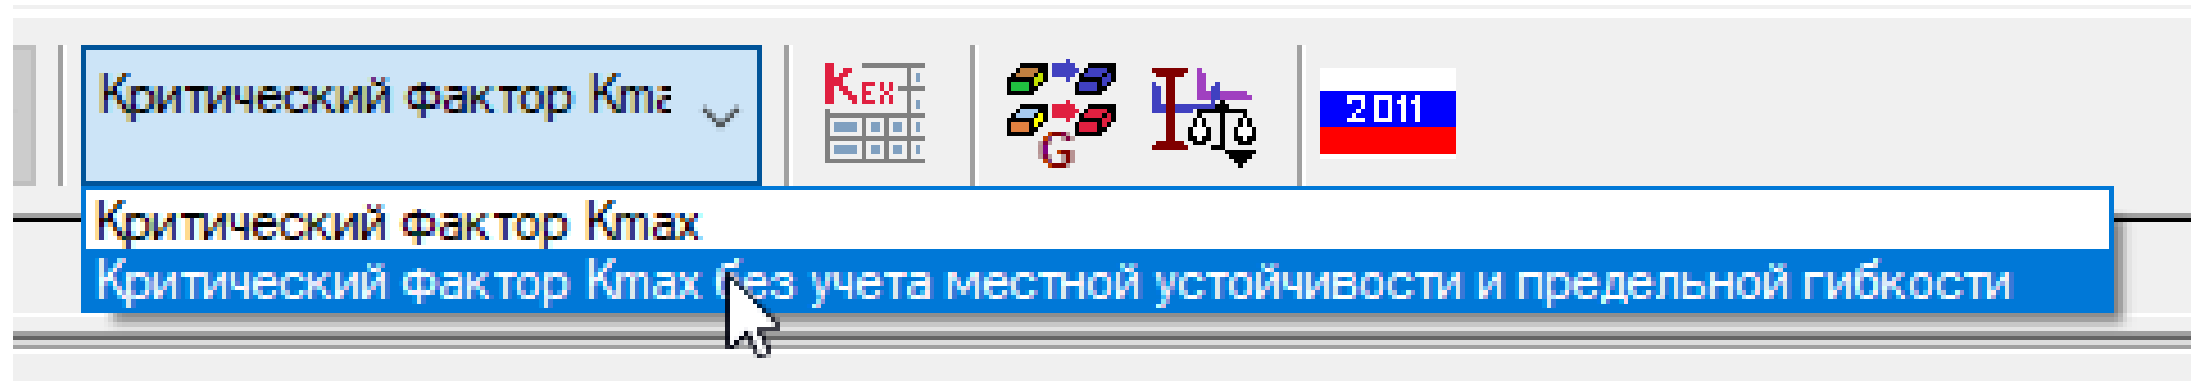 Критический фактор Kma
KEX
G
2011
Критический фактор Kmax
Критический фактор Kmax без учета местной устойчивости и предельной гибкости